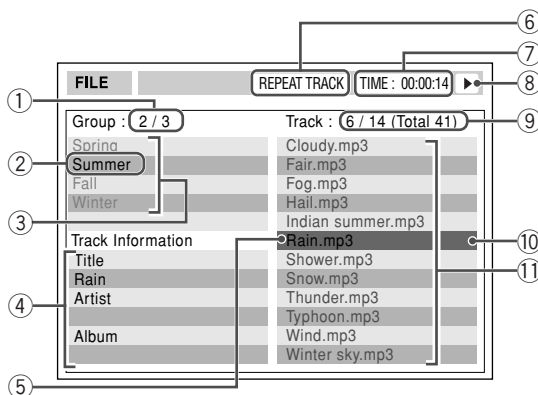 ⑥
⑦
FILE REPEAT TRACK TIME : 00:00:14 ⑧
① Group : 2 / 3 Track : 6 / 14 (Total 41) ⑨
Spring Cloudy.mp3
② Summer Fair.mp3
Fall Fog.mp3
③ Winter Hail.mp3
Indian summer.mp3
Track Information Rain.mp3 ⑩
Title Shower.mp3 ⑪
④ Rain Snow.mp3
Artist Thunder.mp3
Typhoon.mp3
Album Wind.mp3
Winter sky.mp3
⑤